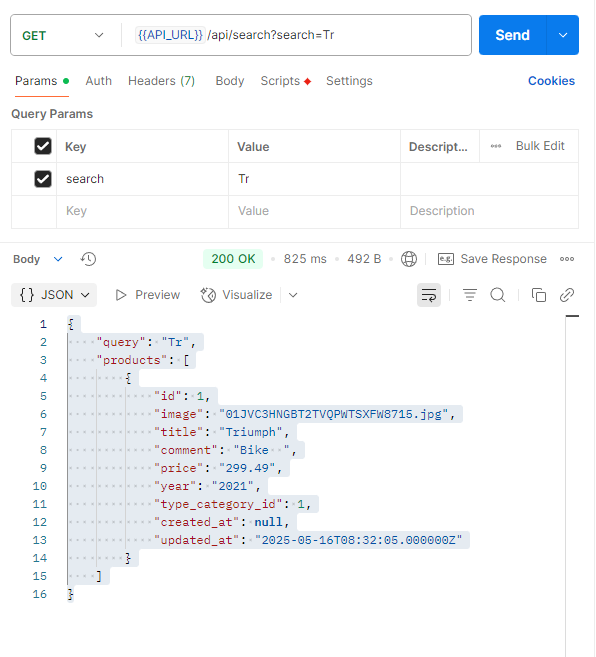 GET {{API_URL}} /api/search?search=Tr Send
Params Auth Headers (7) Body Scripts Settings Cookies
Query Params
Key Value Descript... Bulk Edit
search Tr
Key Value Description
Body 200 OK 825 ms 492 B e.g. Save Response
{} JSON Preview Visualize
1 {
2 "query": "Tr",
3 "products": [
4 {
5 "id": 1,
6 "image": "01JVC3HNGBT2TVQPWTSXFW8715.jpg",
7 "title": "Triumph",
8 "comment": "Bike  ",
9 "price": "299.49",
10 "year": "2021",
11 "type_category_id": 1,
12 "created_at": null,
13 "updated_at": "2025-05-16T08:32:05.000000Z"
14 }
15 ]
16 }